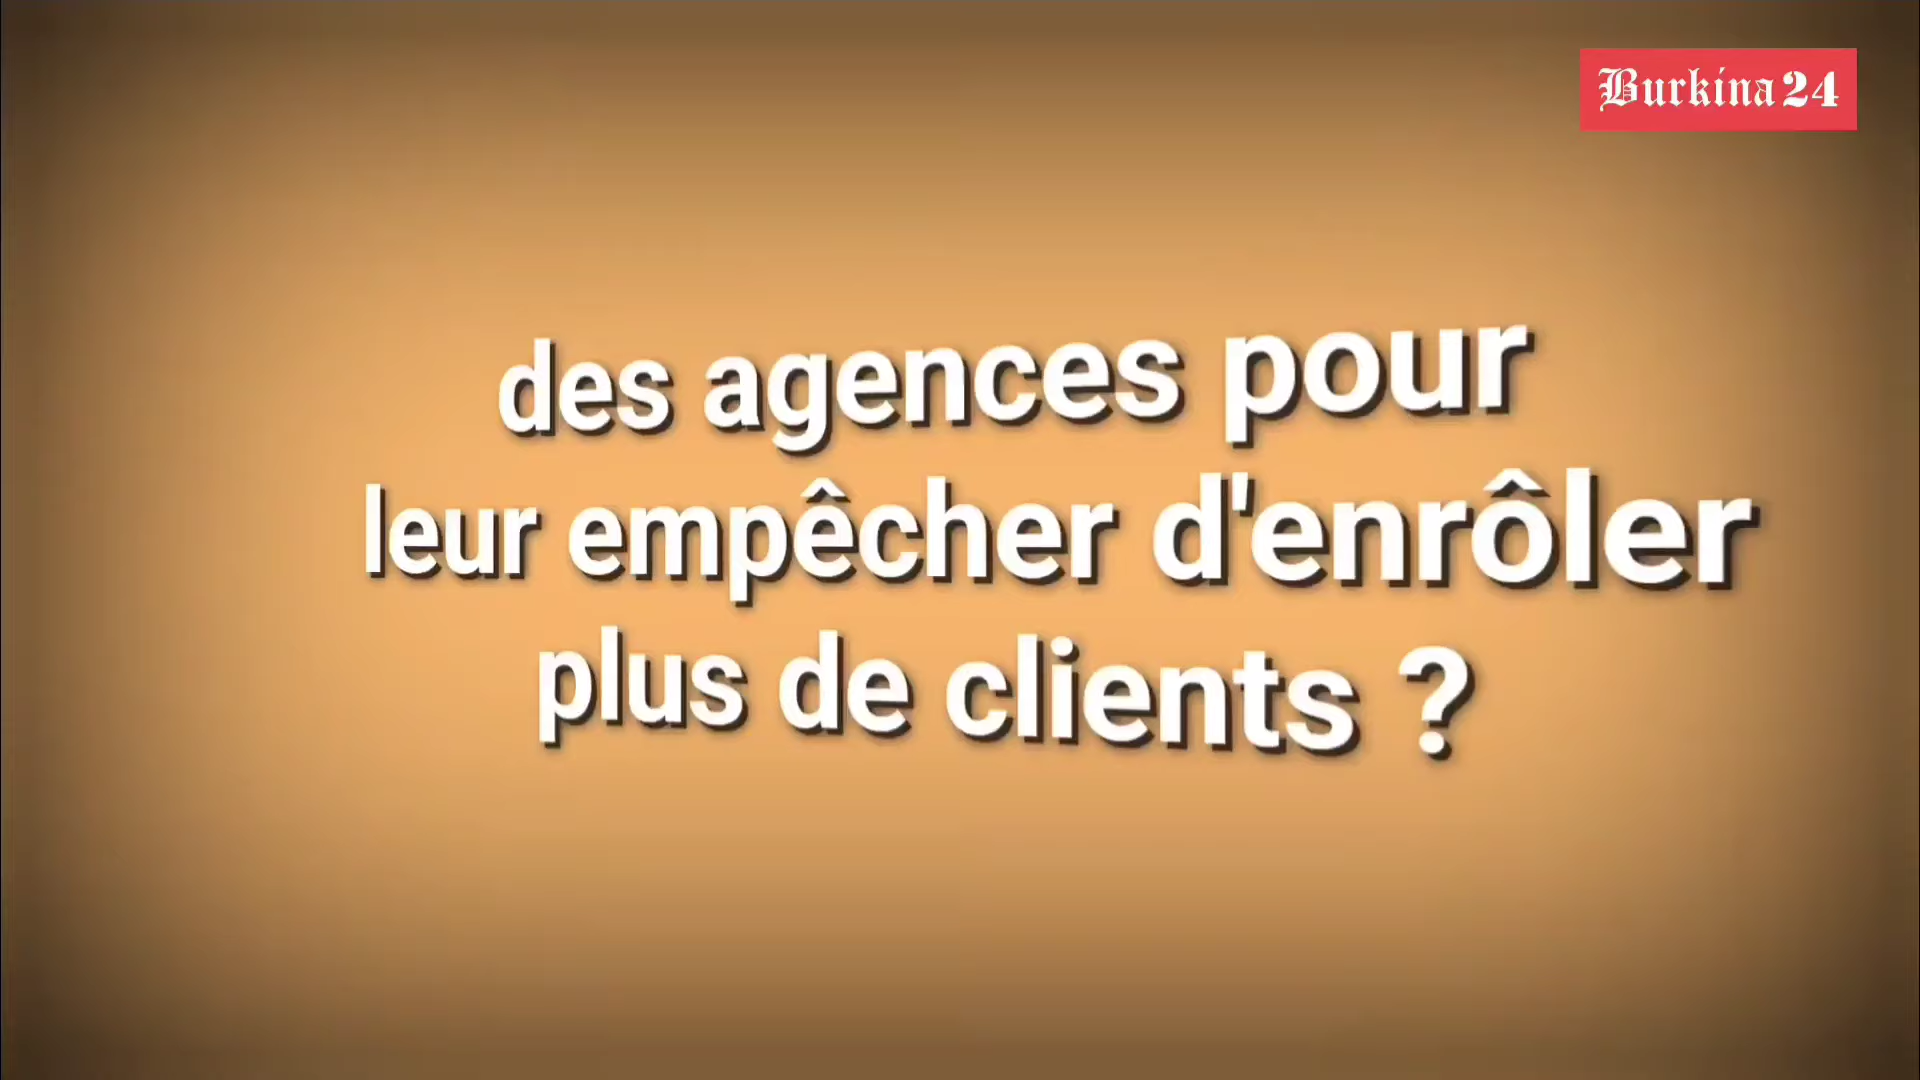 Burkina24
des agences pour
leur empêcher d'enrôler
plus de clients ?